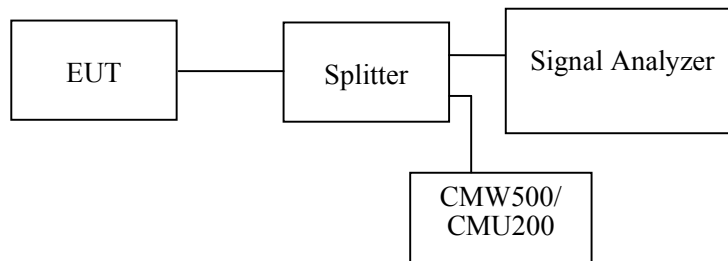 EUT
Splitter
Signal Analyzer
CMW500/
CMU200